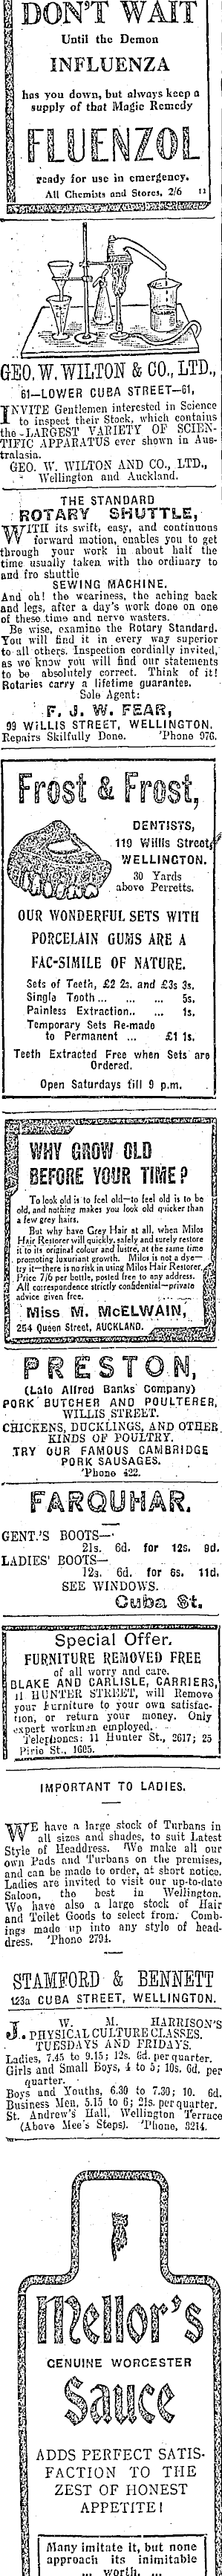 DON'T WAIT
Until the Demon
INFLUENZA
has you down, but always keep a
supply of that Magic Remedy
FLUENZOL
ready for use in emergency.
All Chemists and Stores, 2/6 11
GEO. W. WILTON & CO., LTD.,
61—LOWER CUBA STREET—61,
INVITE Gentlemen interested in Science
to inspect their Stock, which contains
the LARGEST VARIETY OF SCIEN-
TIFIC APPARATUS ever shown in Aus-
tralasia.
GEO. W. WILTON AND CO., LTD.,
Wellington and Auckland.
THE STANDARD
ROTARY SHUTTLE,
WITH its swift, easy, and continuous
forward motion, enables you to get
through your work in about half the
time usually taken with the ordinary to
and fro shuttle
SEWING MACHINE.
And oh! the weariness, the aching back
and legs, after a day's work done on one
of these time and nerve wasters.
Be wise, examine the Rotary Standard.
You will find it in every way superior
to all others. Inspection cordially invited,
as we know you will find our statements
to be absolutely correct. Think of it!
Rotaries carry a lifetime guarantee.
Sole Agent:
F. J. W. FEAR,
99 WILLIS STREET, WELLINGTON.
Repairs Skilfully Done. 'Phone 976.
Frost & Frost,
DENTISTS,
119 Willis Street,
WELLINGTON.
30 Yards
above Perretts.
OUR WONDERFUL SETS WITH
PORCELAIN GUMS ARE A
FAC-SIMILE OF NATURE.
Sets of Teeth, £2 2s. and £3s 3s.
Single Tooth... ... ... 5s.
Painless Extraction.. ... 1s.
Temporary Sets Re-made
to Permanent ... £1 1s.
Teeth Extracted Free when Sets are
Ordered.
Open Saturdays till 9 p.m.
WHY GROW OLD
BEFORE YOUR TIME?
To look old is to feel old—to feel old is to be
old, and nothing makes you look old quicker than
a few grey hairs.
But why have Grey Hair at all, when Milos
Hair Restorer will quickly, safely and surely restore
it to its original colour and lustre, at the same time
promoting luxuriant growth. Milos is not a dye—
try it—there is no risk in using Milos Hair Restorer.
Price 7/6 per bottle, posted free to any address.
All correspondence strictly confidential—private
advice given free.
Miss M. McELWAIN,
254 Queen Street, AUCKLAND.
PRESTON,
(Late Alfred Banks' Company)
PORK BUTCHER AND POULTERER,
WILLIS STREET.
CHICKENS, DUCKLINGS, AND OTHER
KINDS OF POULTRY.
TRY OUR FAMOUS CAMBRIDGE
PORK SAUSAGES.
'Phone 422.
FARQUHAR.
GENT.'S BOOTS—
21s. 6d. for 12s. 9d.
LADIES' BOOTS—
12s. 6d. for 6s. 11d.
SEE WINDOWS.
Cuba St.
Special Offer.
FURNITURE REMOVED FREE
of all worry and care.
BLAKE AND CARLISLE, CARRIERS,
11 HUNTER STREET, will Remove
your Furniture to your own satisfac-
tion, or return your money. Only
expert workmen employed.
Telephones: 11 Hunter St., 2617; 25
Pirie St., 1605.
IMPORTANT TO LADIES.
WE have a large stock of Turbans in
all sizes and shades, to suit Latest
Style of Headdress. We make all our
own Pads and Turbans on the premises,
and can be made to order, at short notice.
Ladies are invited to visit our up-to-date
Saloon, the best in Wellington.
We have also a large stock of Hair
and Toilet Goods to select from. Comb-
ings made up into any style of head-
dress. 'Phone 2794.
STAMFORD & BENNETT
123a CUBA STREET, WELLINGTON.
J. W. M. HARRISON'S
PHYSICAL CULTURE CLASSES.
TUESDAYS AND FRIDAYS.
Ladies, 7.45 to 9.15; 12s. 6d. per quarter.
Girls and Small Boys, 4 to 5; 10s. 6d. per
quarter.
Boys and Youths, 6.30 to 7.30; 10. 6d.
Business Men, 5.15 to 6; 21s. per quarter.
St. Andrew's Hall, Wellington Terrace
(Above Mee's Steps). 'Phone, 3214.
Mellor's
GENUINE WORCESTER
Sauce
ADDS PERFECT SATIS-
FACTION TO THE
ZEST OF HONEST
APPETITE!
Many imitate it, but none
approach its inimitable
... worth. ...